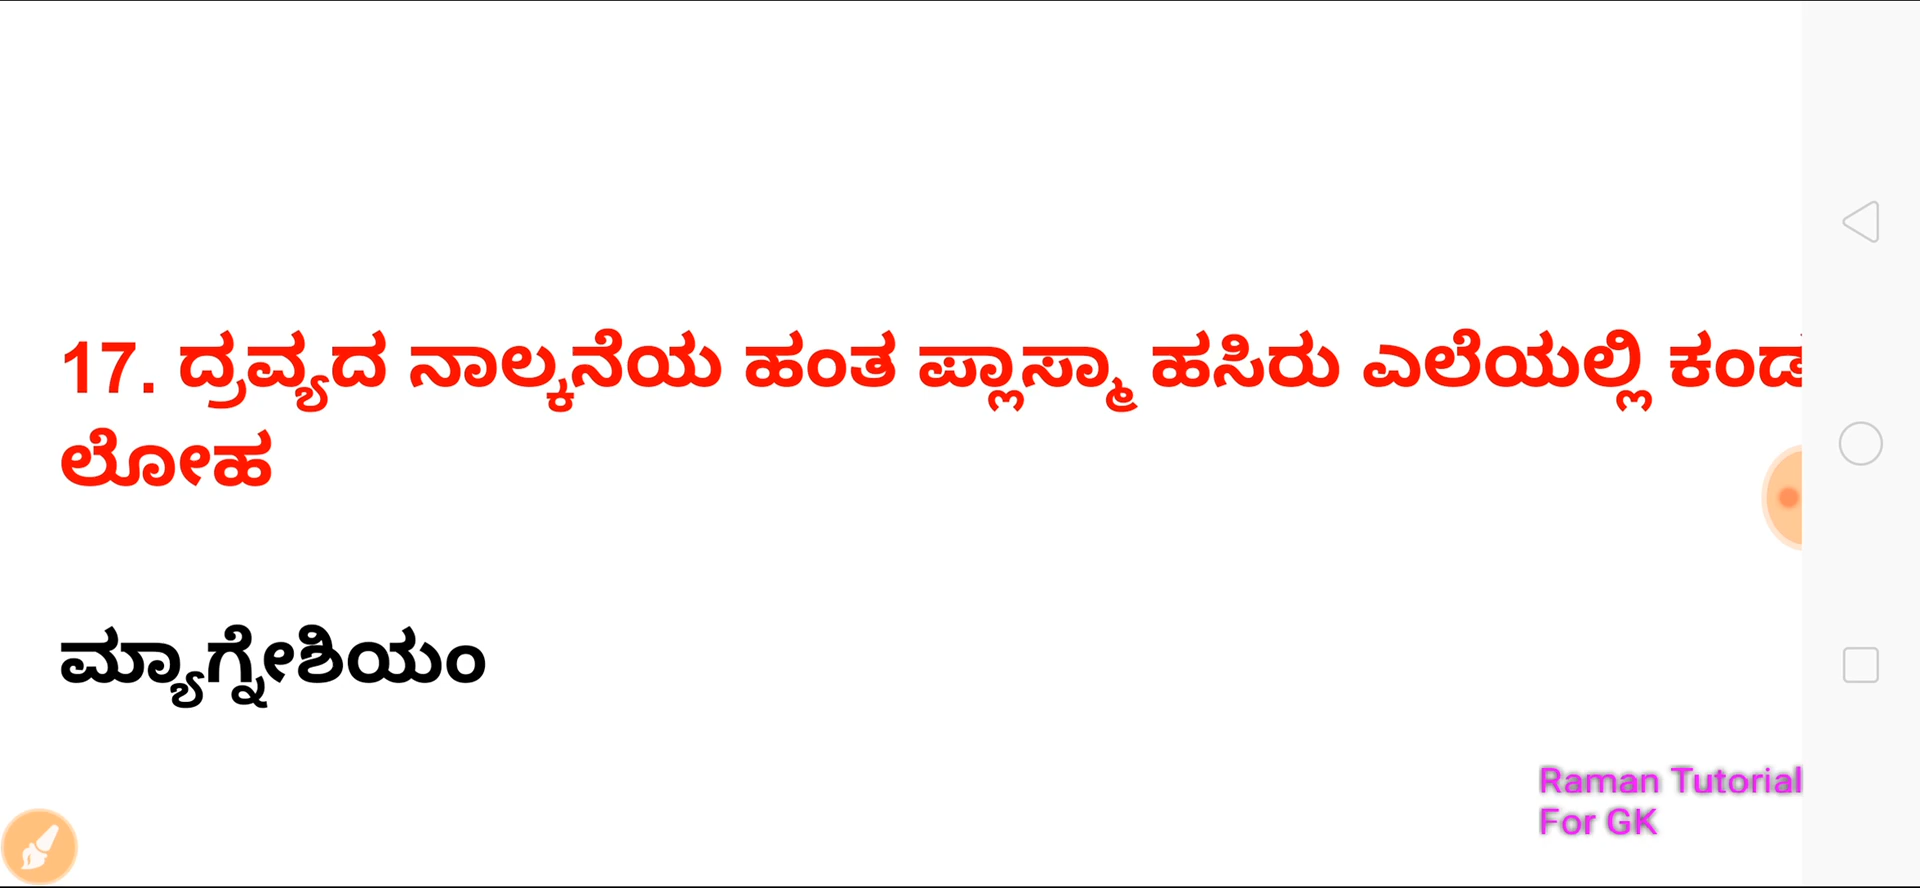 17. ದ್ರವ್ಯದ ನಾಲ್ಕನೆಯ ಹಂತ ಪ್ಲಾಸ್ಮಾ ಹಸಿರು ಎಲೆಯಲ್ಲಿ
ಲೋಹ
ಮ್ಯಾಗ್ನೇಶಿಯಂ
Raman Tutorial
For GK